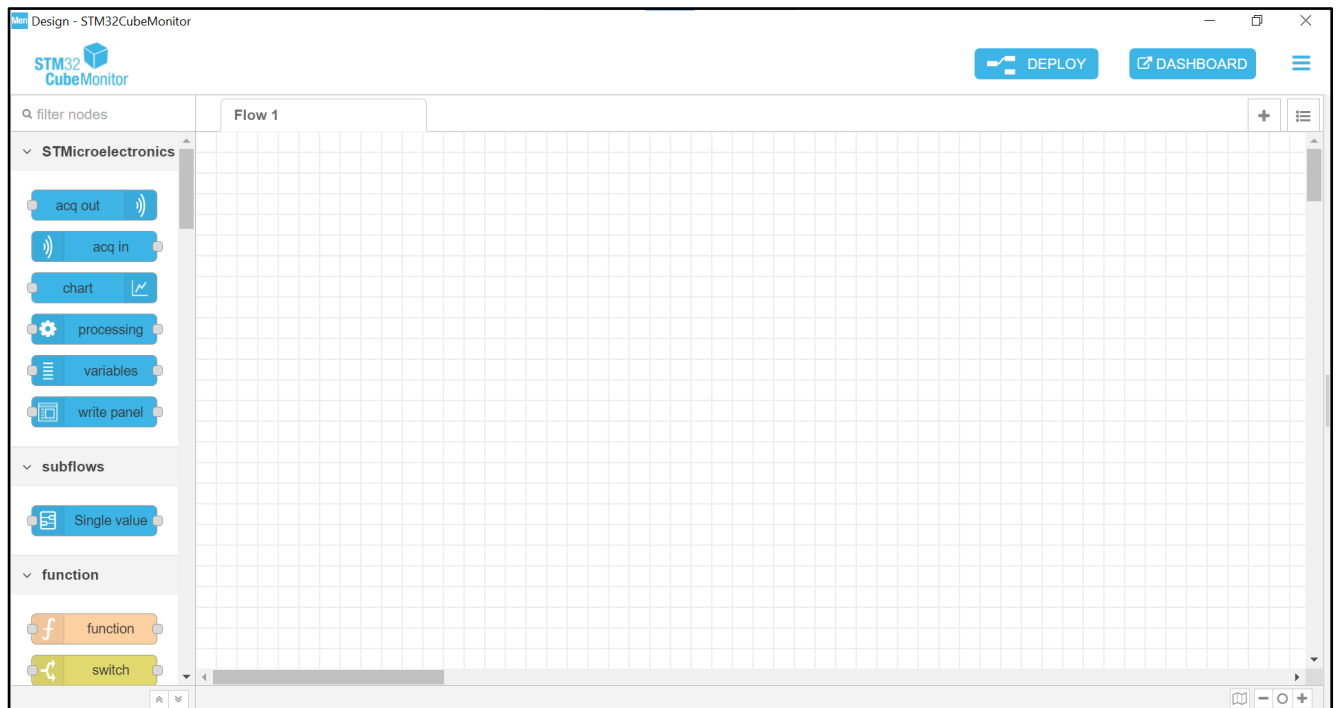 Mon Design - STM32CubeMonitor
STM32
CubeMonitor
DEPLOY
DASHBOARD
filter nodes
Flow 1
STMicroelectronics
acq out
acq in
chart
processing
variables
write panel
subflows
Single value
function
function
switch